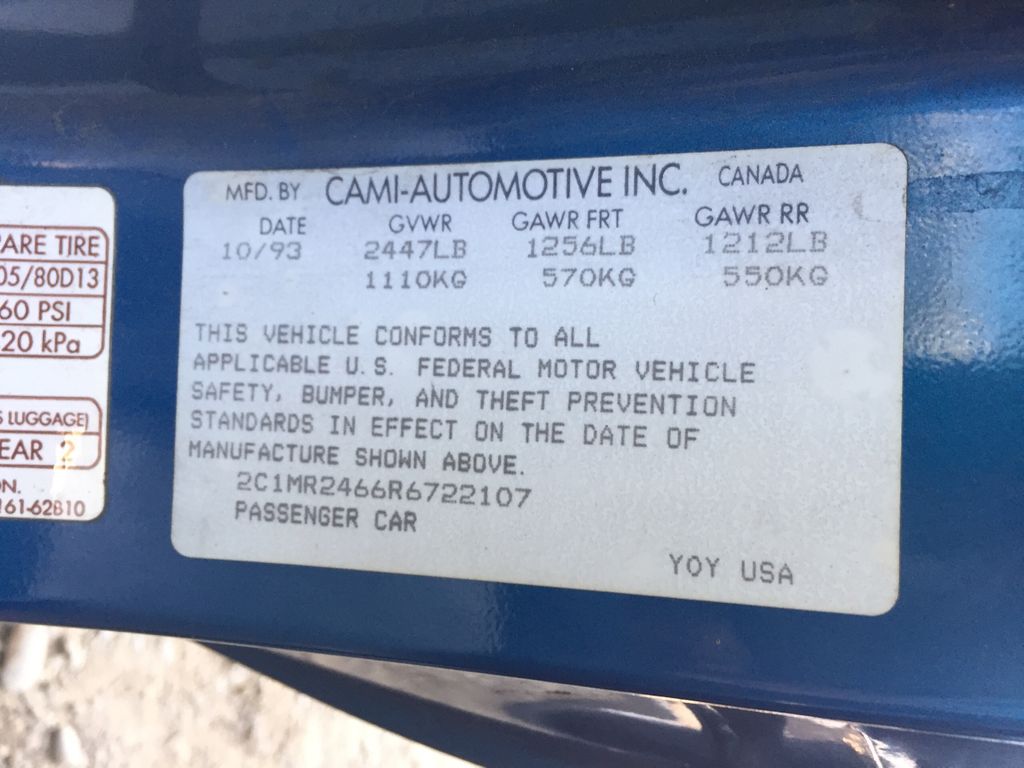 MFD. BY CAMI-AUTOMOTIVE INC. CANADA
DATE GVWR GAWR FRT GAWR RR
10/93 2447LB 1256LB 1212LB
1110KG 570KG 550KG
THIS VEHICLE CONFORMS TO ALL
APPLICABLE U.S. FEDERAL MOTOR VEHICLE
SAFETY, BUMPER, AND THEFT PREVENTION
STANDARDS IN EFFECT ON THE DATE OF
MANUFACTURE SHOWN ABOVE.
2C1MR2466R6722107
PASSENGER CAR
YOY USA
PARE TIRE
05/80D13
60 PSI
20 kPa
S LUGGAGE)
EAR 2
ON.
161-62B10